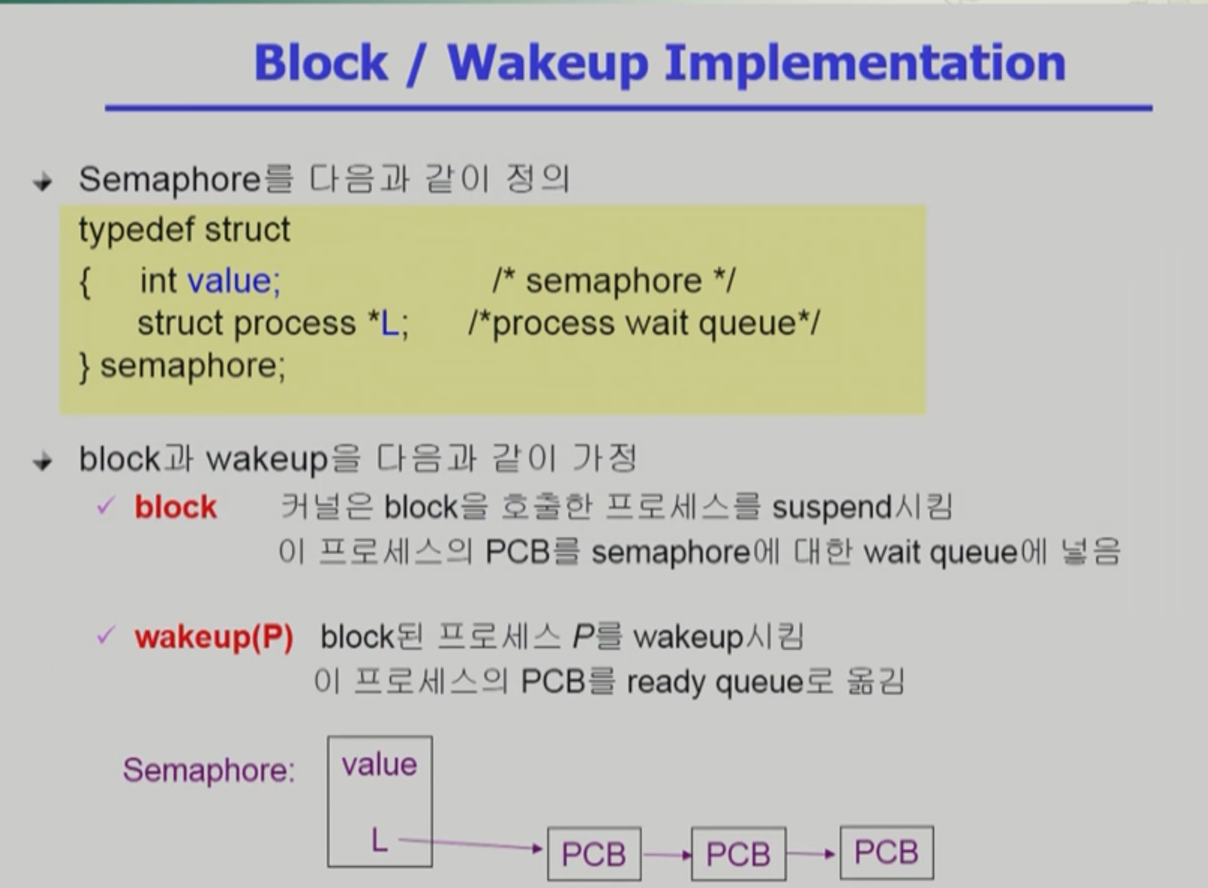 Block / Wakeup Implementation
Semaphore를 다음과 같이 정의
typedef struct
{ int value; /* semaphore */
struct process *L; /*process wait queue*/
} semaphore;
block과 wakeup을 다음과 같이 가정
block 커널은 block을 호출한 프로세스를 suspend시킴
이 프로세스의 PCB를 semaphore에 대한 wait queue에 넣음
wakeup(P) block된 프로세스 P를 wakeup시킴
이 프로세스의 PCB를 ready queue로 옮김
Semaphore: value
L PCB PCB PCB